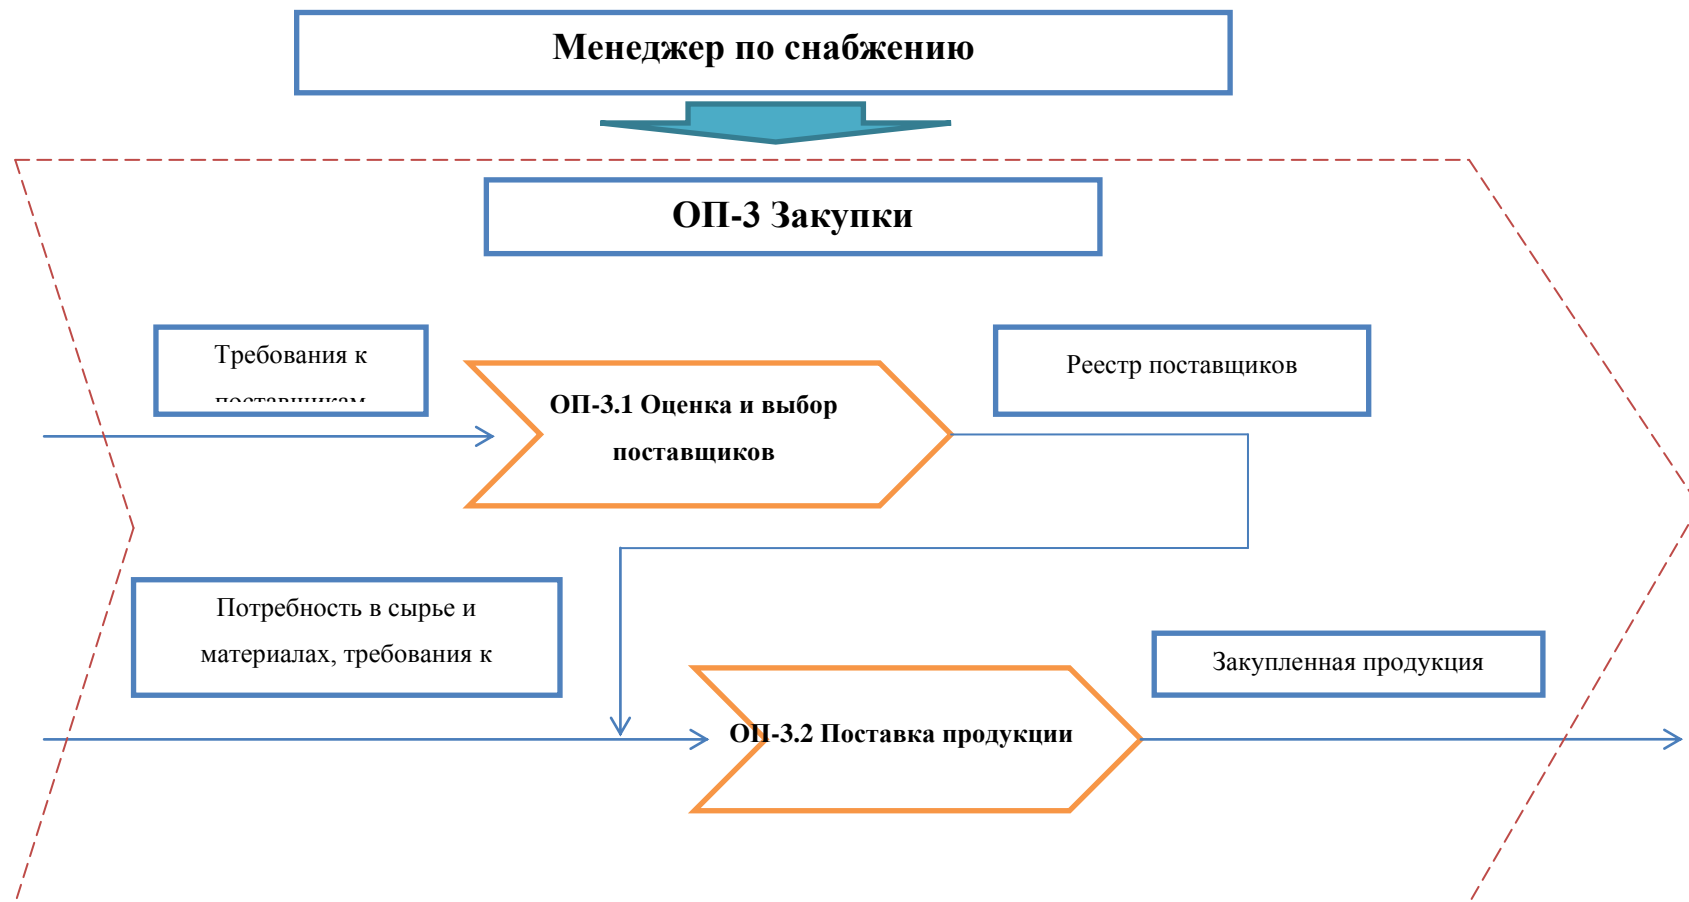 Менеджер по снабжению
ОП-3 Закупки
Требования к
поставщикам
Реестр поставщиков
ОП-3.1 Оценка и выбор
поставщиков
Потребность в сырье и
материалах, требования к
Закупленная продукция
ОП-3.2 Поставка продукции